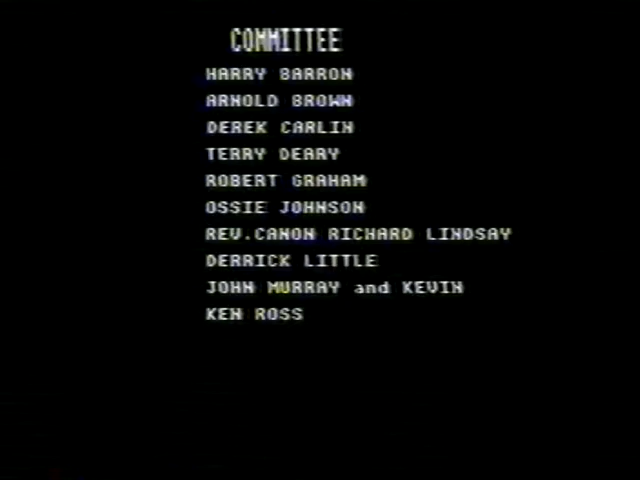 COMMITTEE
HARRY BARRON
ARNOLD BROWN
DEREK CARLIN
TERRY DEARY
ROBERT GRAHAM
OSSIE JOHNSON
REV.CANON RICHARD LINDSAY
DERRICK LITTLE
JOHN MURRAY and KEVIN
KEN ROSS